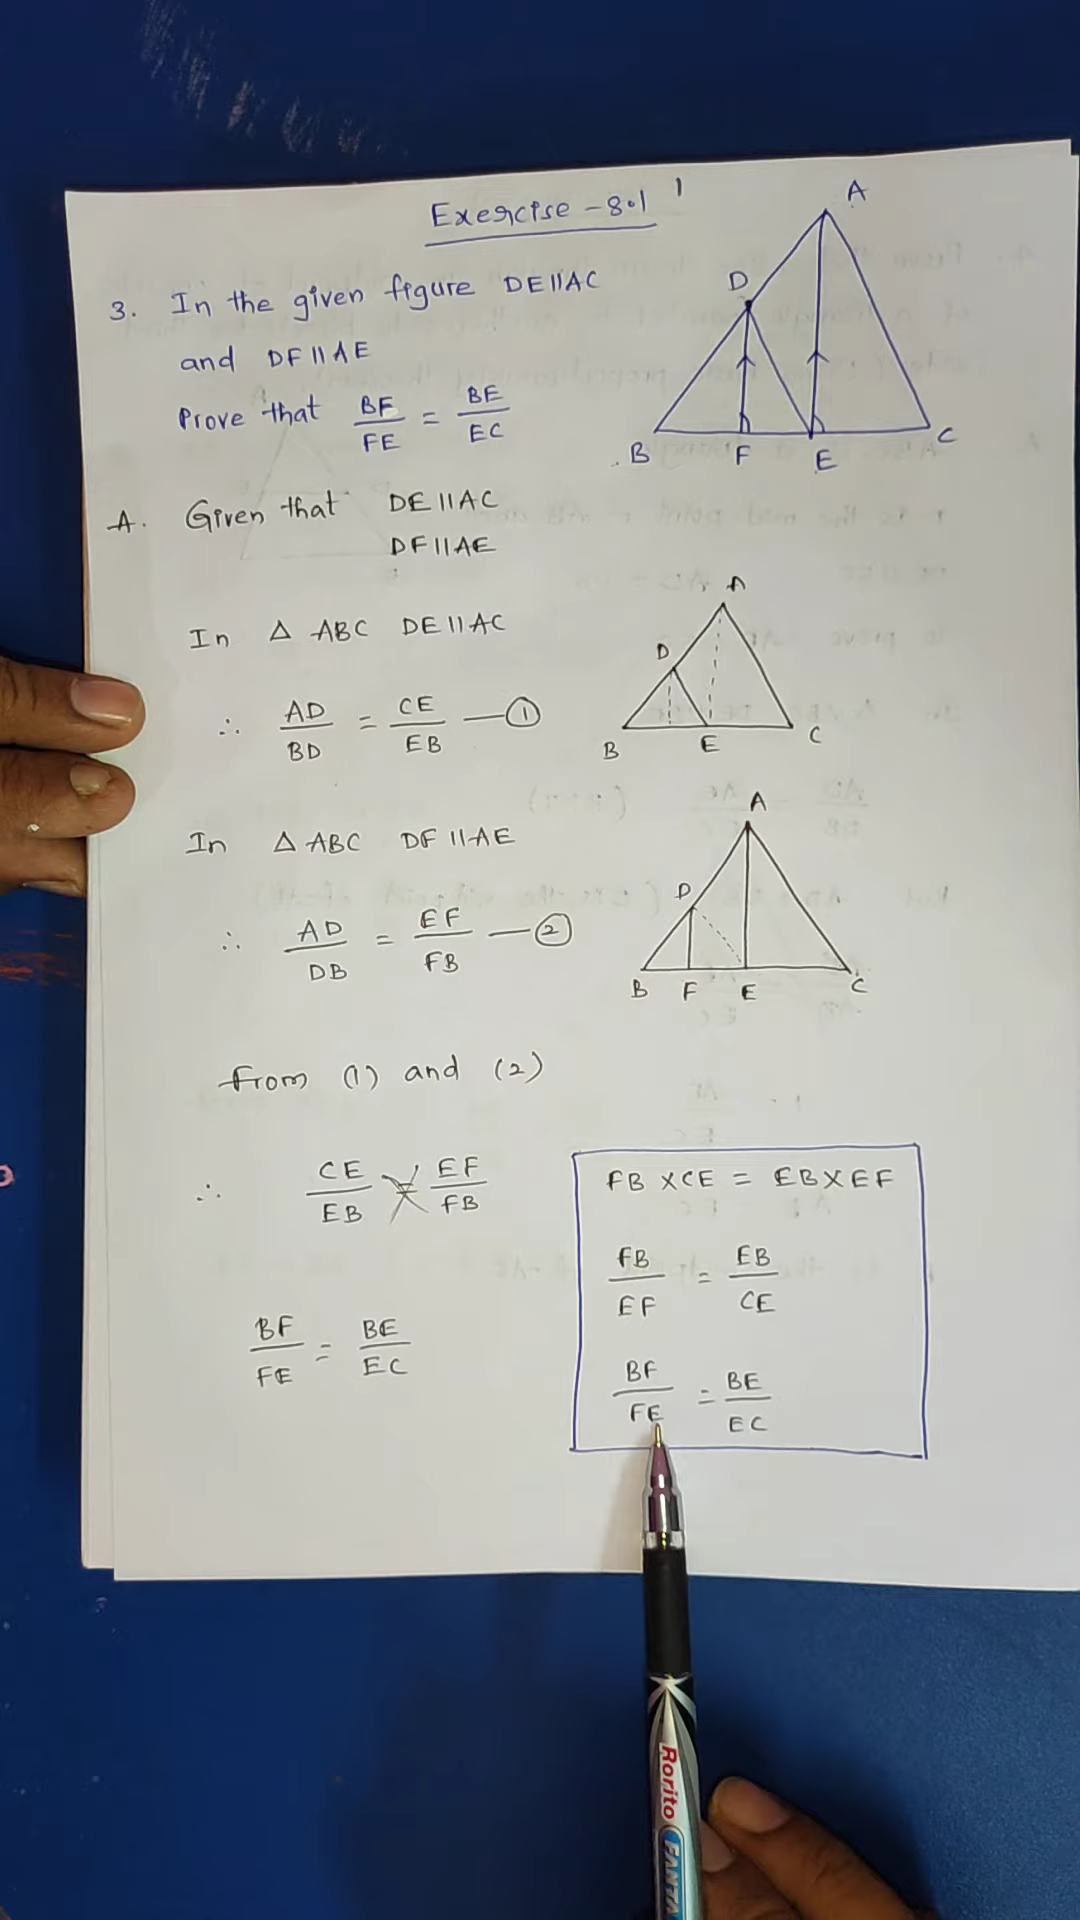 Exercise - 8.1
3. In the given figure DE∥AC
and DF∥AE
Prove that BF/FE = BE/EC
A
D
B F E C
A. Given that DE∥AC
DF∥AE
In △ ABC DE∥AC
∴ AD/BD = CE/EB — ①
A
D
B E C
In △ ABC DF∥AE
∴ AD/DB = EF/FB — ②
A
D
B F E C
From (1) and (2)
∴ CE/EB = EF/FB
BF/FE = BE/EC
FB × CE = EB × EF
FB/EF = EB/CE
BF/FE = BE/EC
Rorito FANTA